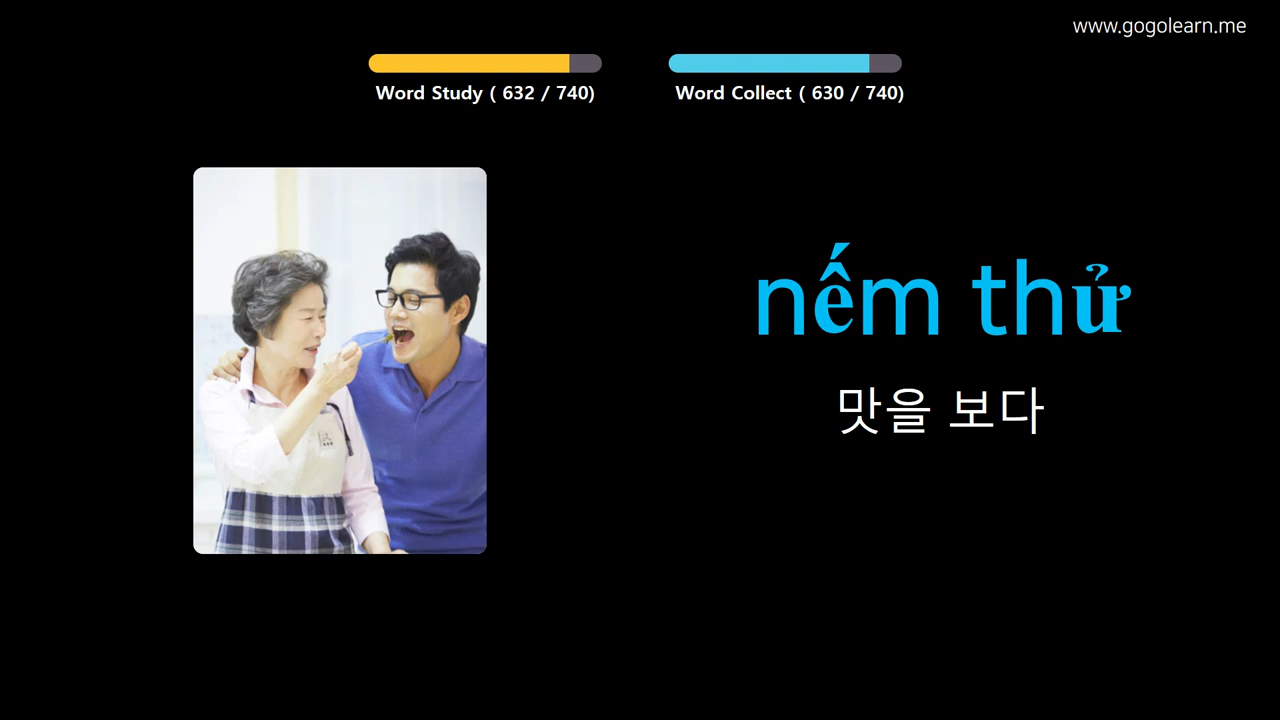 www.gogolearn.me
Word Study ( 632 / 740)
Word Collect ( 630 / 740)
nếm thử
맛을 보다